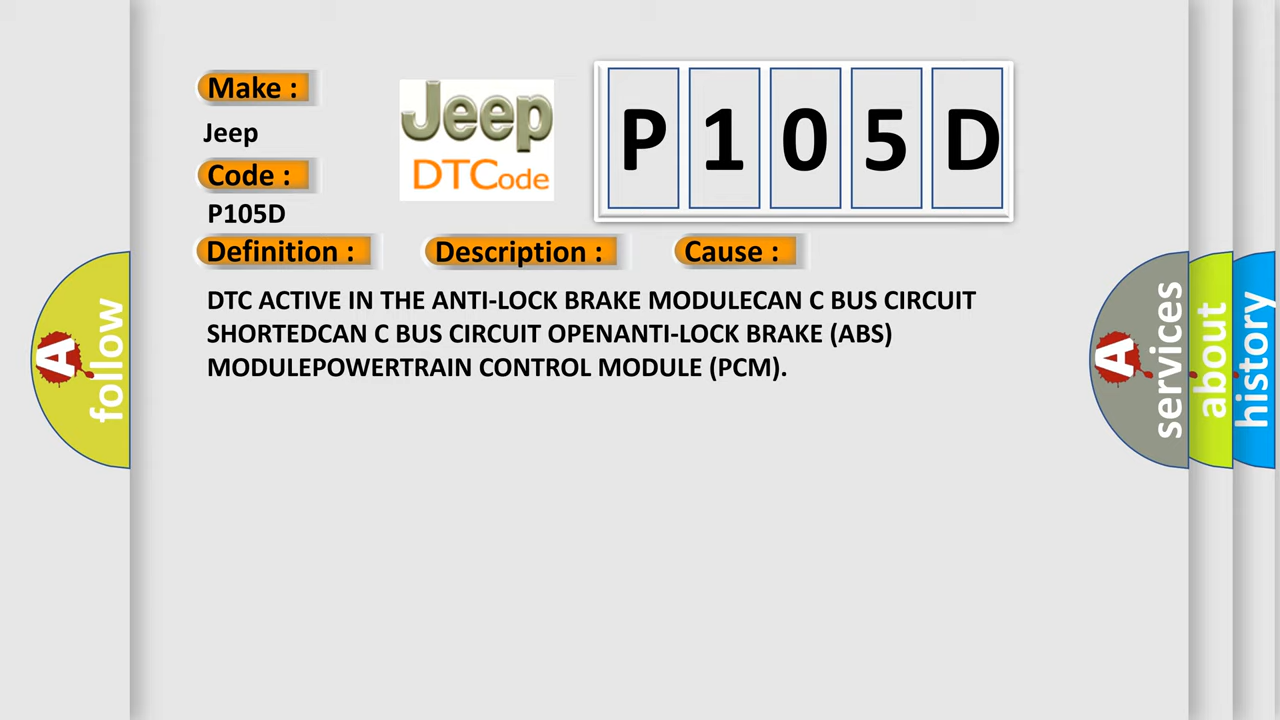 Make :
Jeep
Code :
P105D
Jeep
DTCode
P 1 0 5 D
Definition :
Description :
Cause :
DTC ACTIVE IN THE ANTI-LOCK BRAKE MODULECAN C BUS CIRCUIT
SHORTEDCAN C BUS CIRCUIT OPENANTI-LOCK BRAKE (ABS)
MODULEPOWERTRAIN CONTROL MODULE (PCM).
A
follow
A
services
about
history